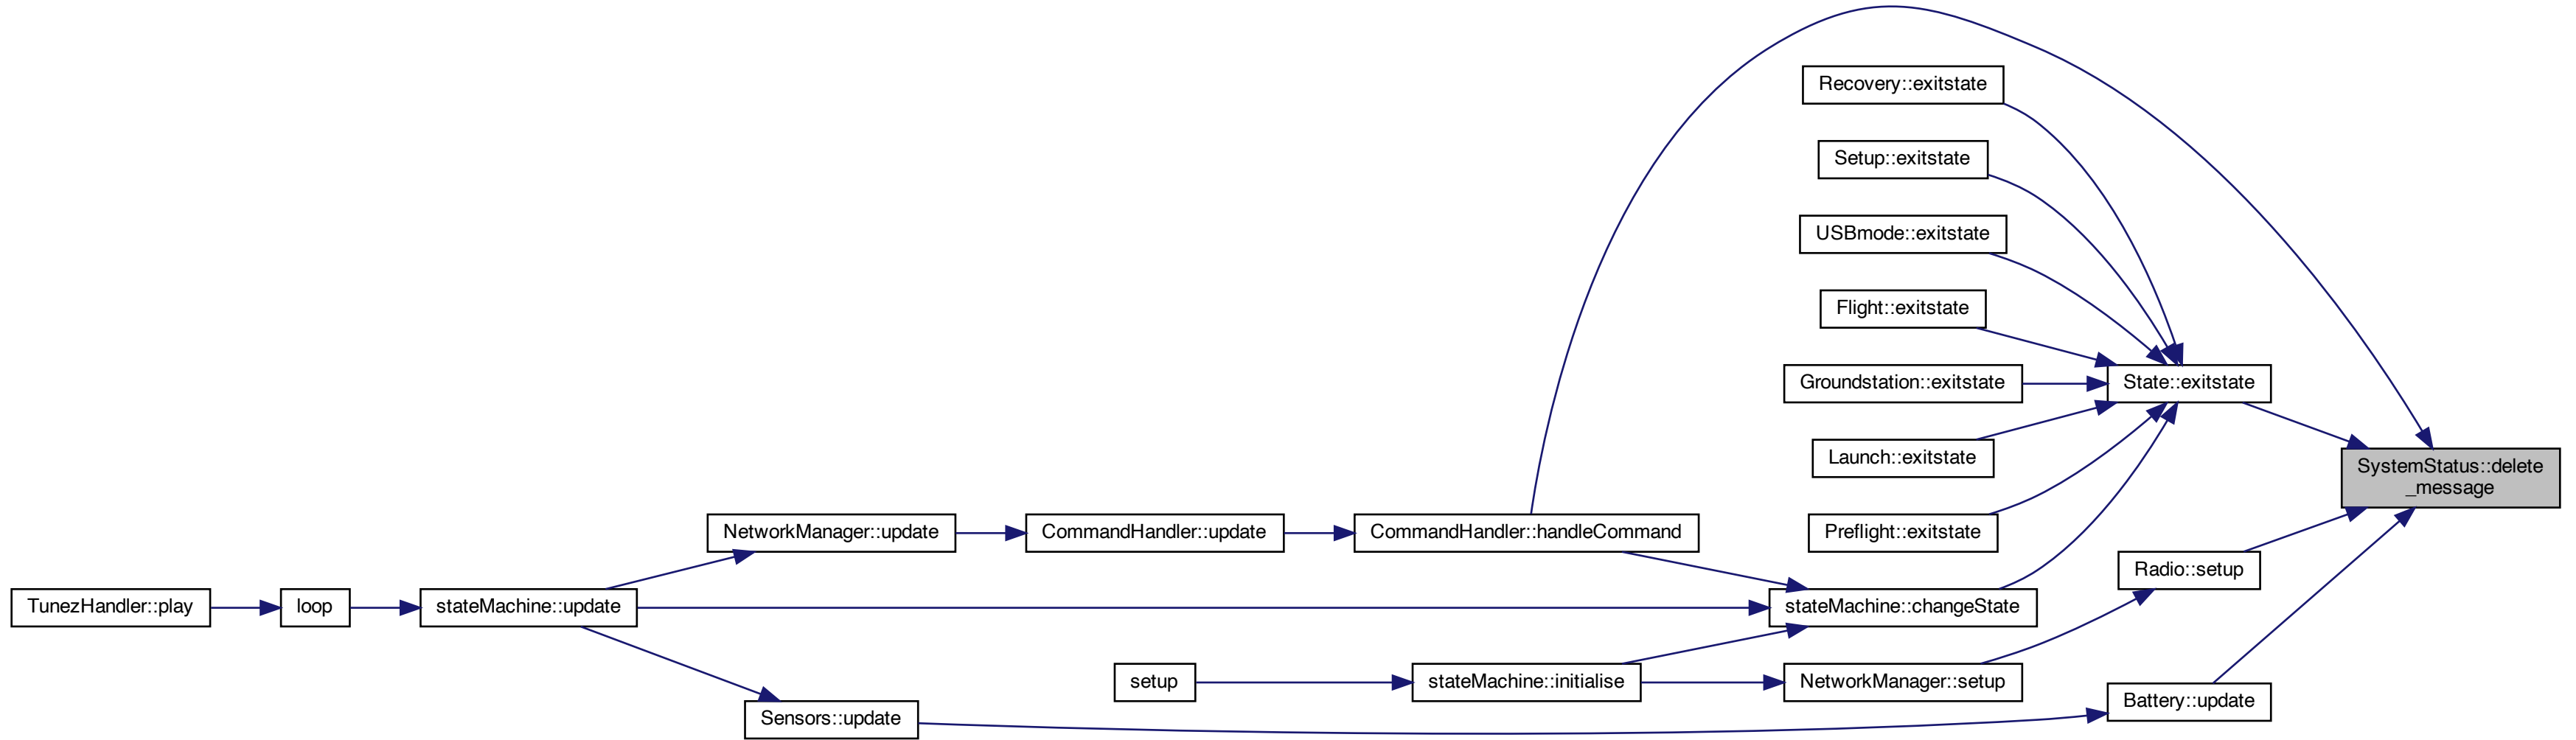 Recovery::exitstate
Setup::exitstate
USBmode::exitstate
Flight::exitstate
Groundstation::exitstate
State::exitstate
Launch::exitstate
SystemStatus::delete
_message
Preflight::exitstate
NetworkManager::update
CommandHandler::update
CommandHandler::handleCommand
Radio::setup
TunezHandler::play
loop
stateMachine::update
stateMachine::changeState
setup
stateMachine::initialise
NetworkManager::setup
Battery::update
Sensors::update